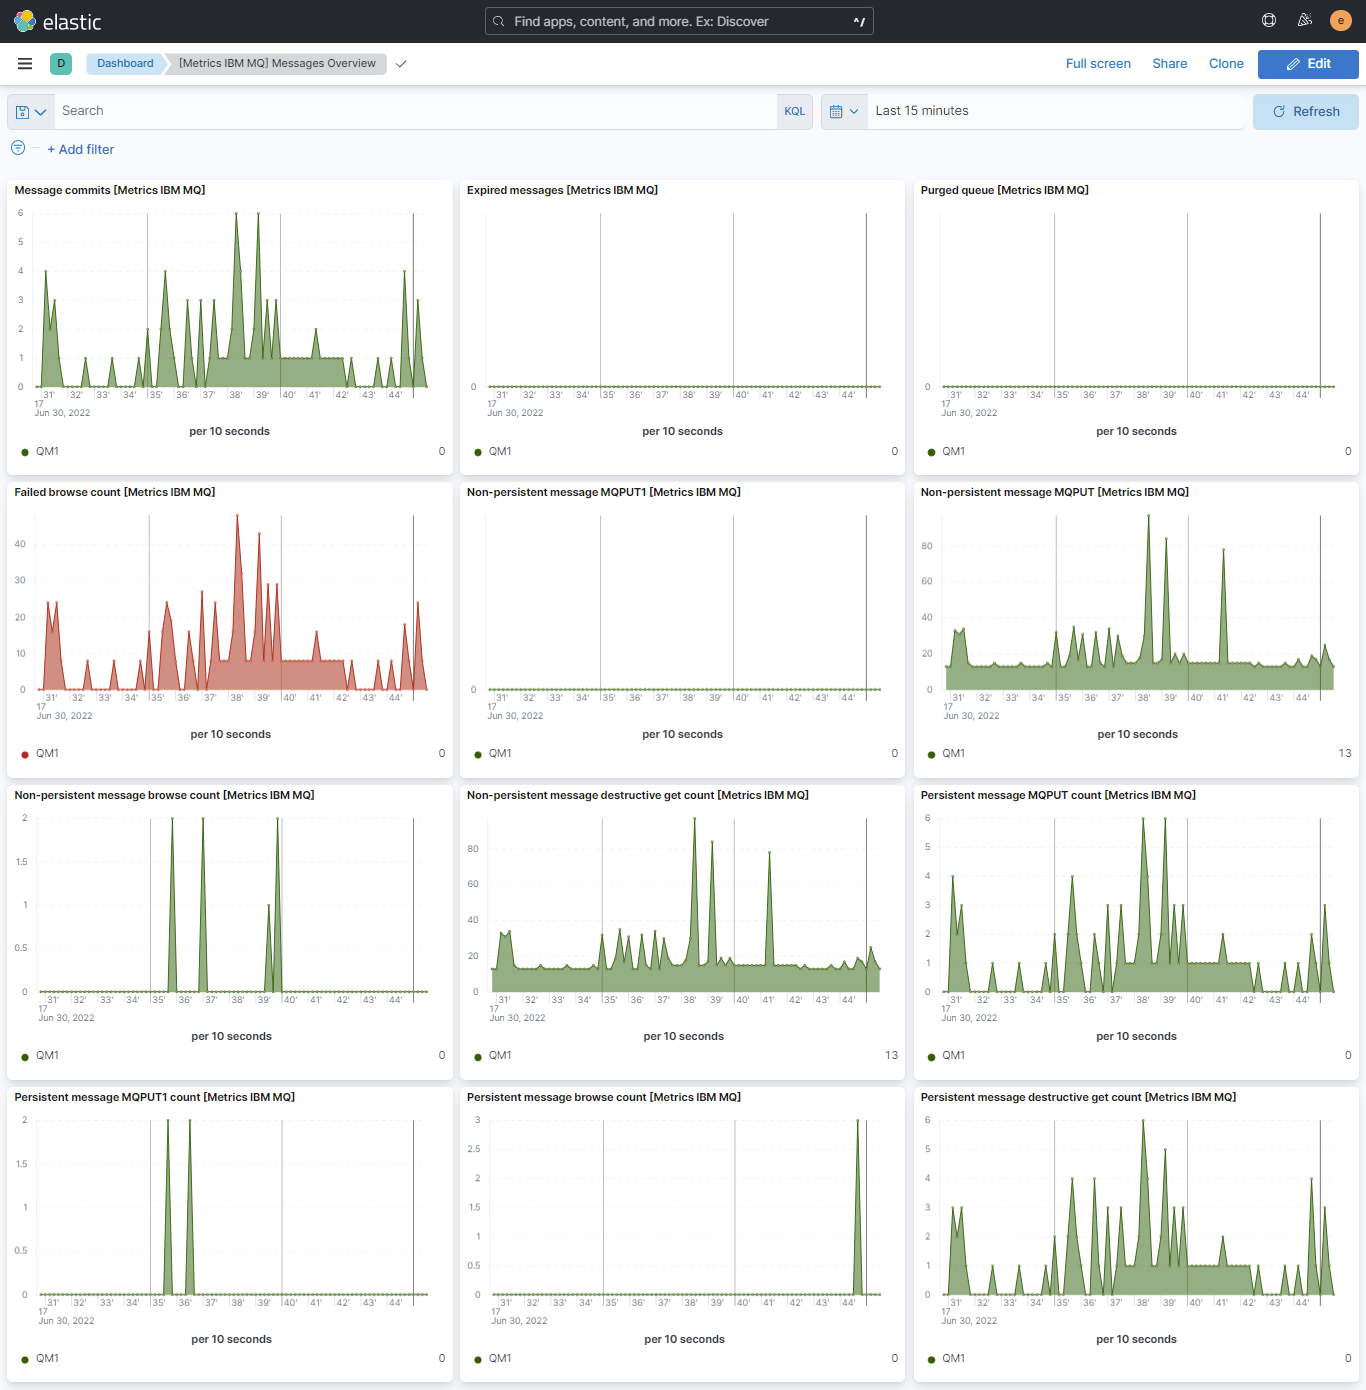 elastic
Find apps, content, and more. Ex: Discover ^/
e
D Dashboard [Metrics IBM MQ] Messages Overview Full screen Share Clone Edit
Search KQL Last 15 minutes Refresh
+ Add filter
Message commits [Metrics IBM MQ]
6
5
4
3
2
1
0
31' 32' 33' 34' 35' 36' 37' 38' 39' 40' 41' 42' 43' 44'
17
Jun 30, 2022
per 10 seconds
QM1 0
Expired messages [Metrics IBM MQ]
0
31' 32' 33' 34' 35' 36' 37' 38' 39' 40' 41' 42' 43' 44'
17
Jun 30, 2022
per 10 seconds
QM1 0
Purged queue [Metrics IBM MQ]
0
31' 32' 33' 34' 35' 36' 37' 38' 39' 40' 41' 42' 43' 44'
17
Jun 30, 2022
per 10 seconds
QM1 0
Failed browse count [Metrics IBM MQ]
40
30
20
10
0
31' 32' 33' 34' 35' 36' 37' 38' 39' 40' 41' 42' 43' 44'
17
Jun 30, 2022
per 10 seconds
QM1 0
Non-persistent message MQPUT1 [Metrics IBM MQ]
0
31' 32' 33' 34' 35' 36' 37' 38' 39' 40' 41' 42' 43' 44'
17
Jun 30, 2022
per 10 seconds
QM1 0
Non-persistent message MQPUT [Metrics IBM MQ]
80
60
40
20
0
31' 32' 33' 34' 35' 36' 37' 38' 39' 40' 41' 42' 43' 44'
17
Jun 30, 2022
per 10 seconds
QM1 13
Non-persistent message browse count [Metrics IBM MQ]
2
1.5
1
0.5
0
31' 32' 33' 34' 35' 36' 37' 38' 39' 40' 41' 42' 43' 44'
17
Jun 30, 2022
per 10 seconds
QM1 0
Non-persistent message destructive get count [Metrics IBM MQ]
80
60
40
20
0
31' 32' 33' 34' 35' 36' 37' 38' 39' 40' 41' 42' 43' 44'
17
Jun 30, 2022
per 10 seconds
QM1 13
Persistent message MQPUT count [Metrics IBM MQ]
6
5
4
3
2
1
0
31' 32' 33' 34' 35' 36' 37' 38' 39' 40' 41' 42' 43' 44'
17
Jun 30, 2022
per 10 seconds
QM1 0
Persistent message MQPUT1 count [Metrics IBM MQ]
2
1.5
1
0.5
0
31' 32' 33' 34' 35' 36' 37' 38' 39' 40' 41' 42' 43' 44'
17
Jun 30, 2022
per 10 seconds
QM1 0
Persistent message browse count [Metrics IBM MQ]
3
2.5
2
1.5
1
0.5
0
31' 32' 33' 34' 35' 36' 37' 38' 39' 40' 41' 42' 43' 44'
17
Jun 30, 2022
per 10 seconds
QM1 0
Persistent message destructive get count [Metrics IBM MQ]
6
5
4
3
2
1
0
31' 32' 33' 34' 35' 36' 37' 38' 39' 40' 41' 42' 43' 44'
17
Jun 30, 2022
per 10 seconds
QM1 0